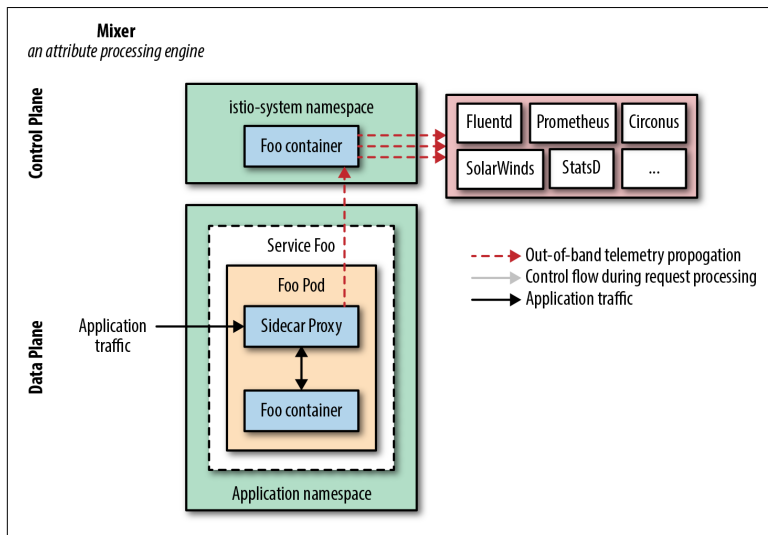 Mixer
an attribute processing engine
Control Plane
istio-system namespace
Foo container
Fluentd
Prometheus
Circonus
SolarWinds
StatsD
...
Out-of-band telemetry propogation
Control flow during request processing
Application traffic
Data Plane
Service Foo
Foo Pod
Sidecar Proxy
Application
traffic
Foo container
Application namespace